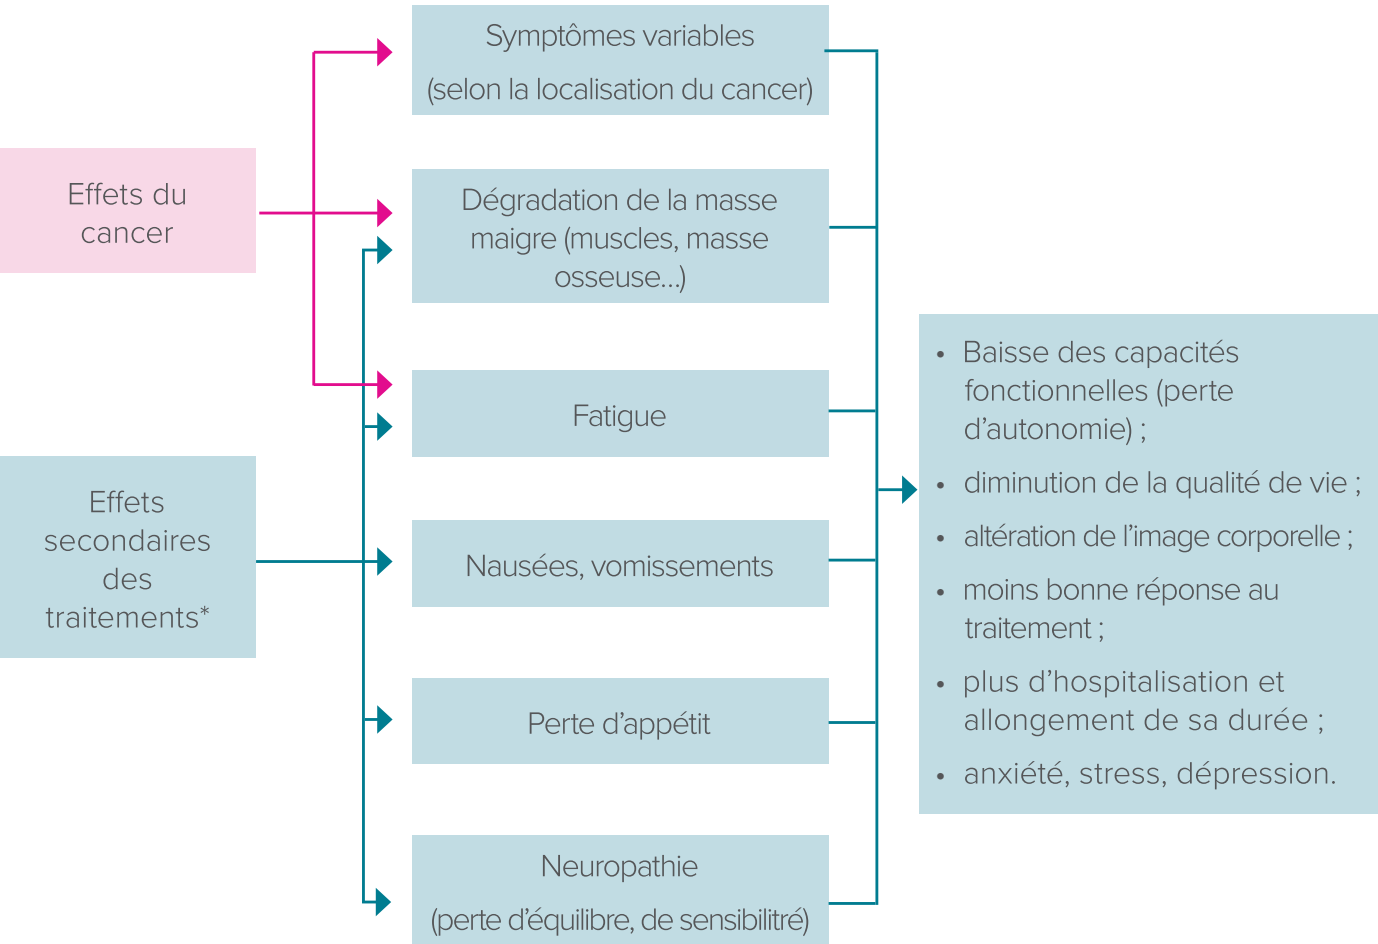 Symptômes variables
(selon la localisation du cancer)
Effets du
cancer
Dégradation de la masse
maigre (muscles, masse
osseuse...)
Fatigue
Effets
secondaires
des
traitements*
Nausées, vomissements
Perte d’appétit
Neuropathie
(perte d’équilibre, de sensibilitré)
• Baisse des capacités
fonctionnelles (perte
d’autonomie) ;
• diminution de la qualité de vie ;
• altération de l’image corporelle ;
• moins bonne réponse au
traitement ;
• plus d’hospitalisation et
allongement de sa durée ;
• anxiété, stress, dépression.